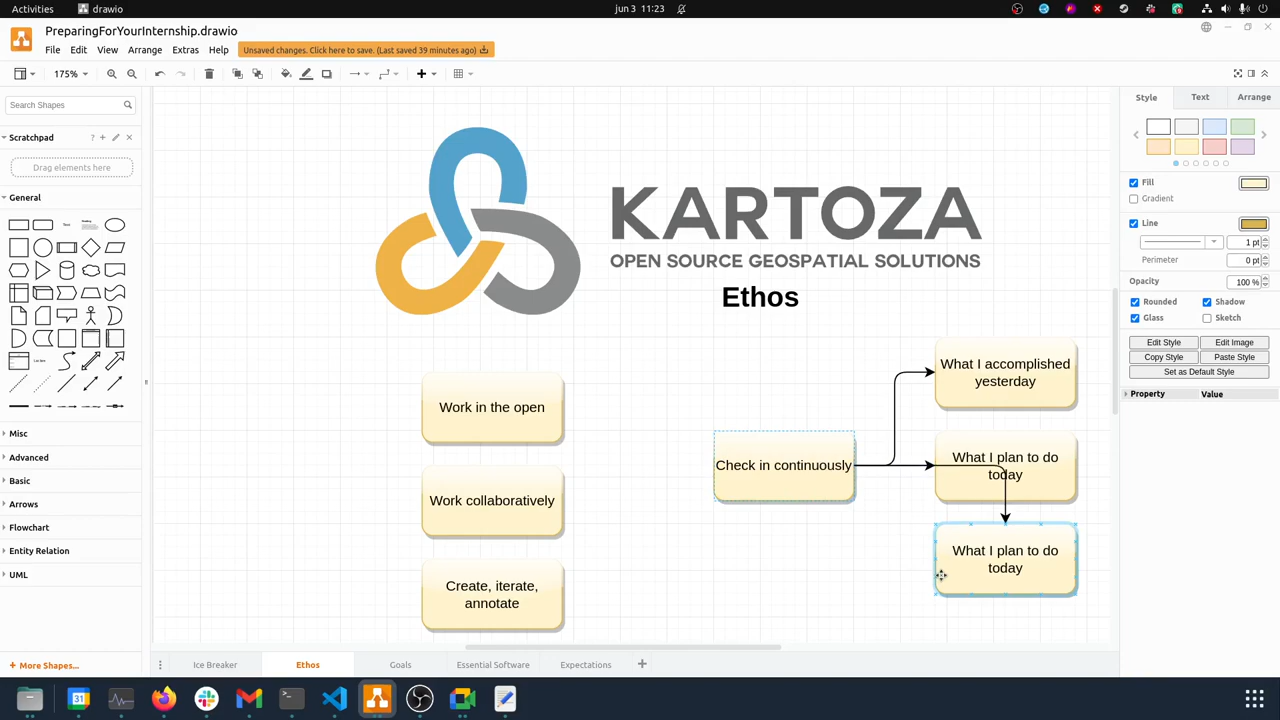 Activities
drawio
jun 3 11:23
PreparingForYourInternship.drawio
File Edit View Arrange Extras Help
Unsaved changes. Click here to save. (Last saved 39 minutes ago)
175%
Search Shapes
Scratchpad
?
Drag elements here
General
Text
Heading
List Item
Misc
Advanced
Basic
Arrows
Flowchart
Entity Relation
UML
More Shapes...
KARTOZA
OPEN SOURCE GEOSPATIAL SOLUTIONS
Ethos
Work in the open
Work collaboratively
Create, iterate,
annotate
Check in continuously
What I accomplished
yesterday
What I plan to do
today
What I plan to do
today
Ice Breaker
Ethos
Goals
Essential Software
Expectations
Style Text Arrange
Fill
Gradient
Line
1 pt
Perimeter
0 pt
Opacity
100 %
Rounded
Shadow
Glass
Sketch
Edit Style
Edit Image
Copy Style
Paste Style
Set as Default Style
Property
Value
31